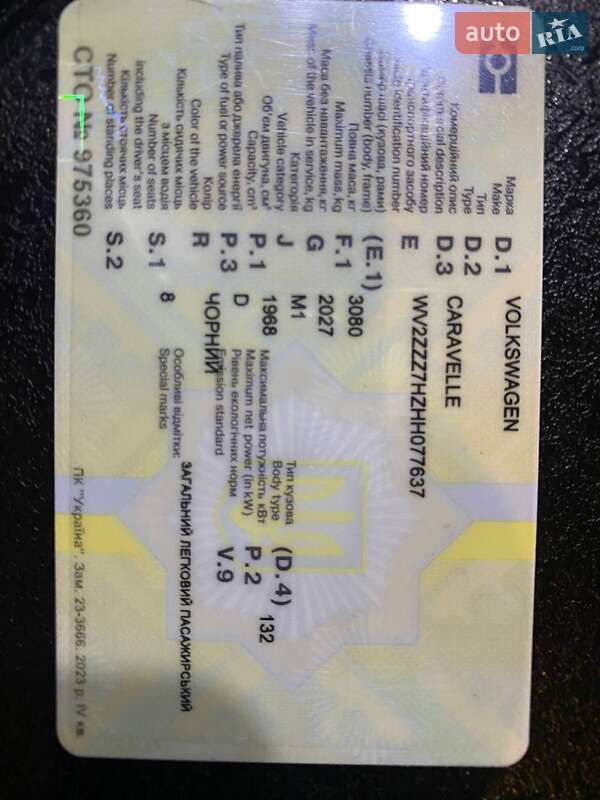 auto RIA.com
Марка
Make D.1 VOLKSWAGEN
Тип
Type D.2
Комерційний опис
Commercial description D.3 CARAVELLE
ідентифікаційний номер
транспортного засобу
identification number E WV2ZZZ7HZHH077637
номер шасі (кузова, рами)
Chassis number (body, frame) (E.1)
Повна маса, кг
Maximum mass, kg F.1 3080
Маса без навантаження, кг
Mass of the vehicle in service, kg G 2027
Категорія
Vehicle category J M1
Об'єм двигуна, см³
Capacity, cm³ P.1 1968
Тип палива або джерела енергії
Type of fuel or power source P.3 D
Колір
Color of the vehicle R ЧОРНИЙ
Кількість сидячих місць
з місцем водія
Number of seats
including the driver's seat S.1 8
Кількість стоячих місць
Number of standing places S.2
Тип кузова
Body type (D.4)
Максимальна потужність кВт
Maximum net power (in kW) P.2 132
Рівень екологічних норм
Emission standard V.9
Особливі відмітки:
Special marks
ЗАГАЛЬНИЙ ЛЕГКОВИЙ ПАСАЖИРСЬКИЙ
СТО № 975360
ПК "Україна". Зам. 23-3666. 2023 р. IV кв.